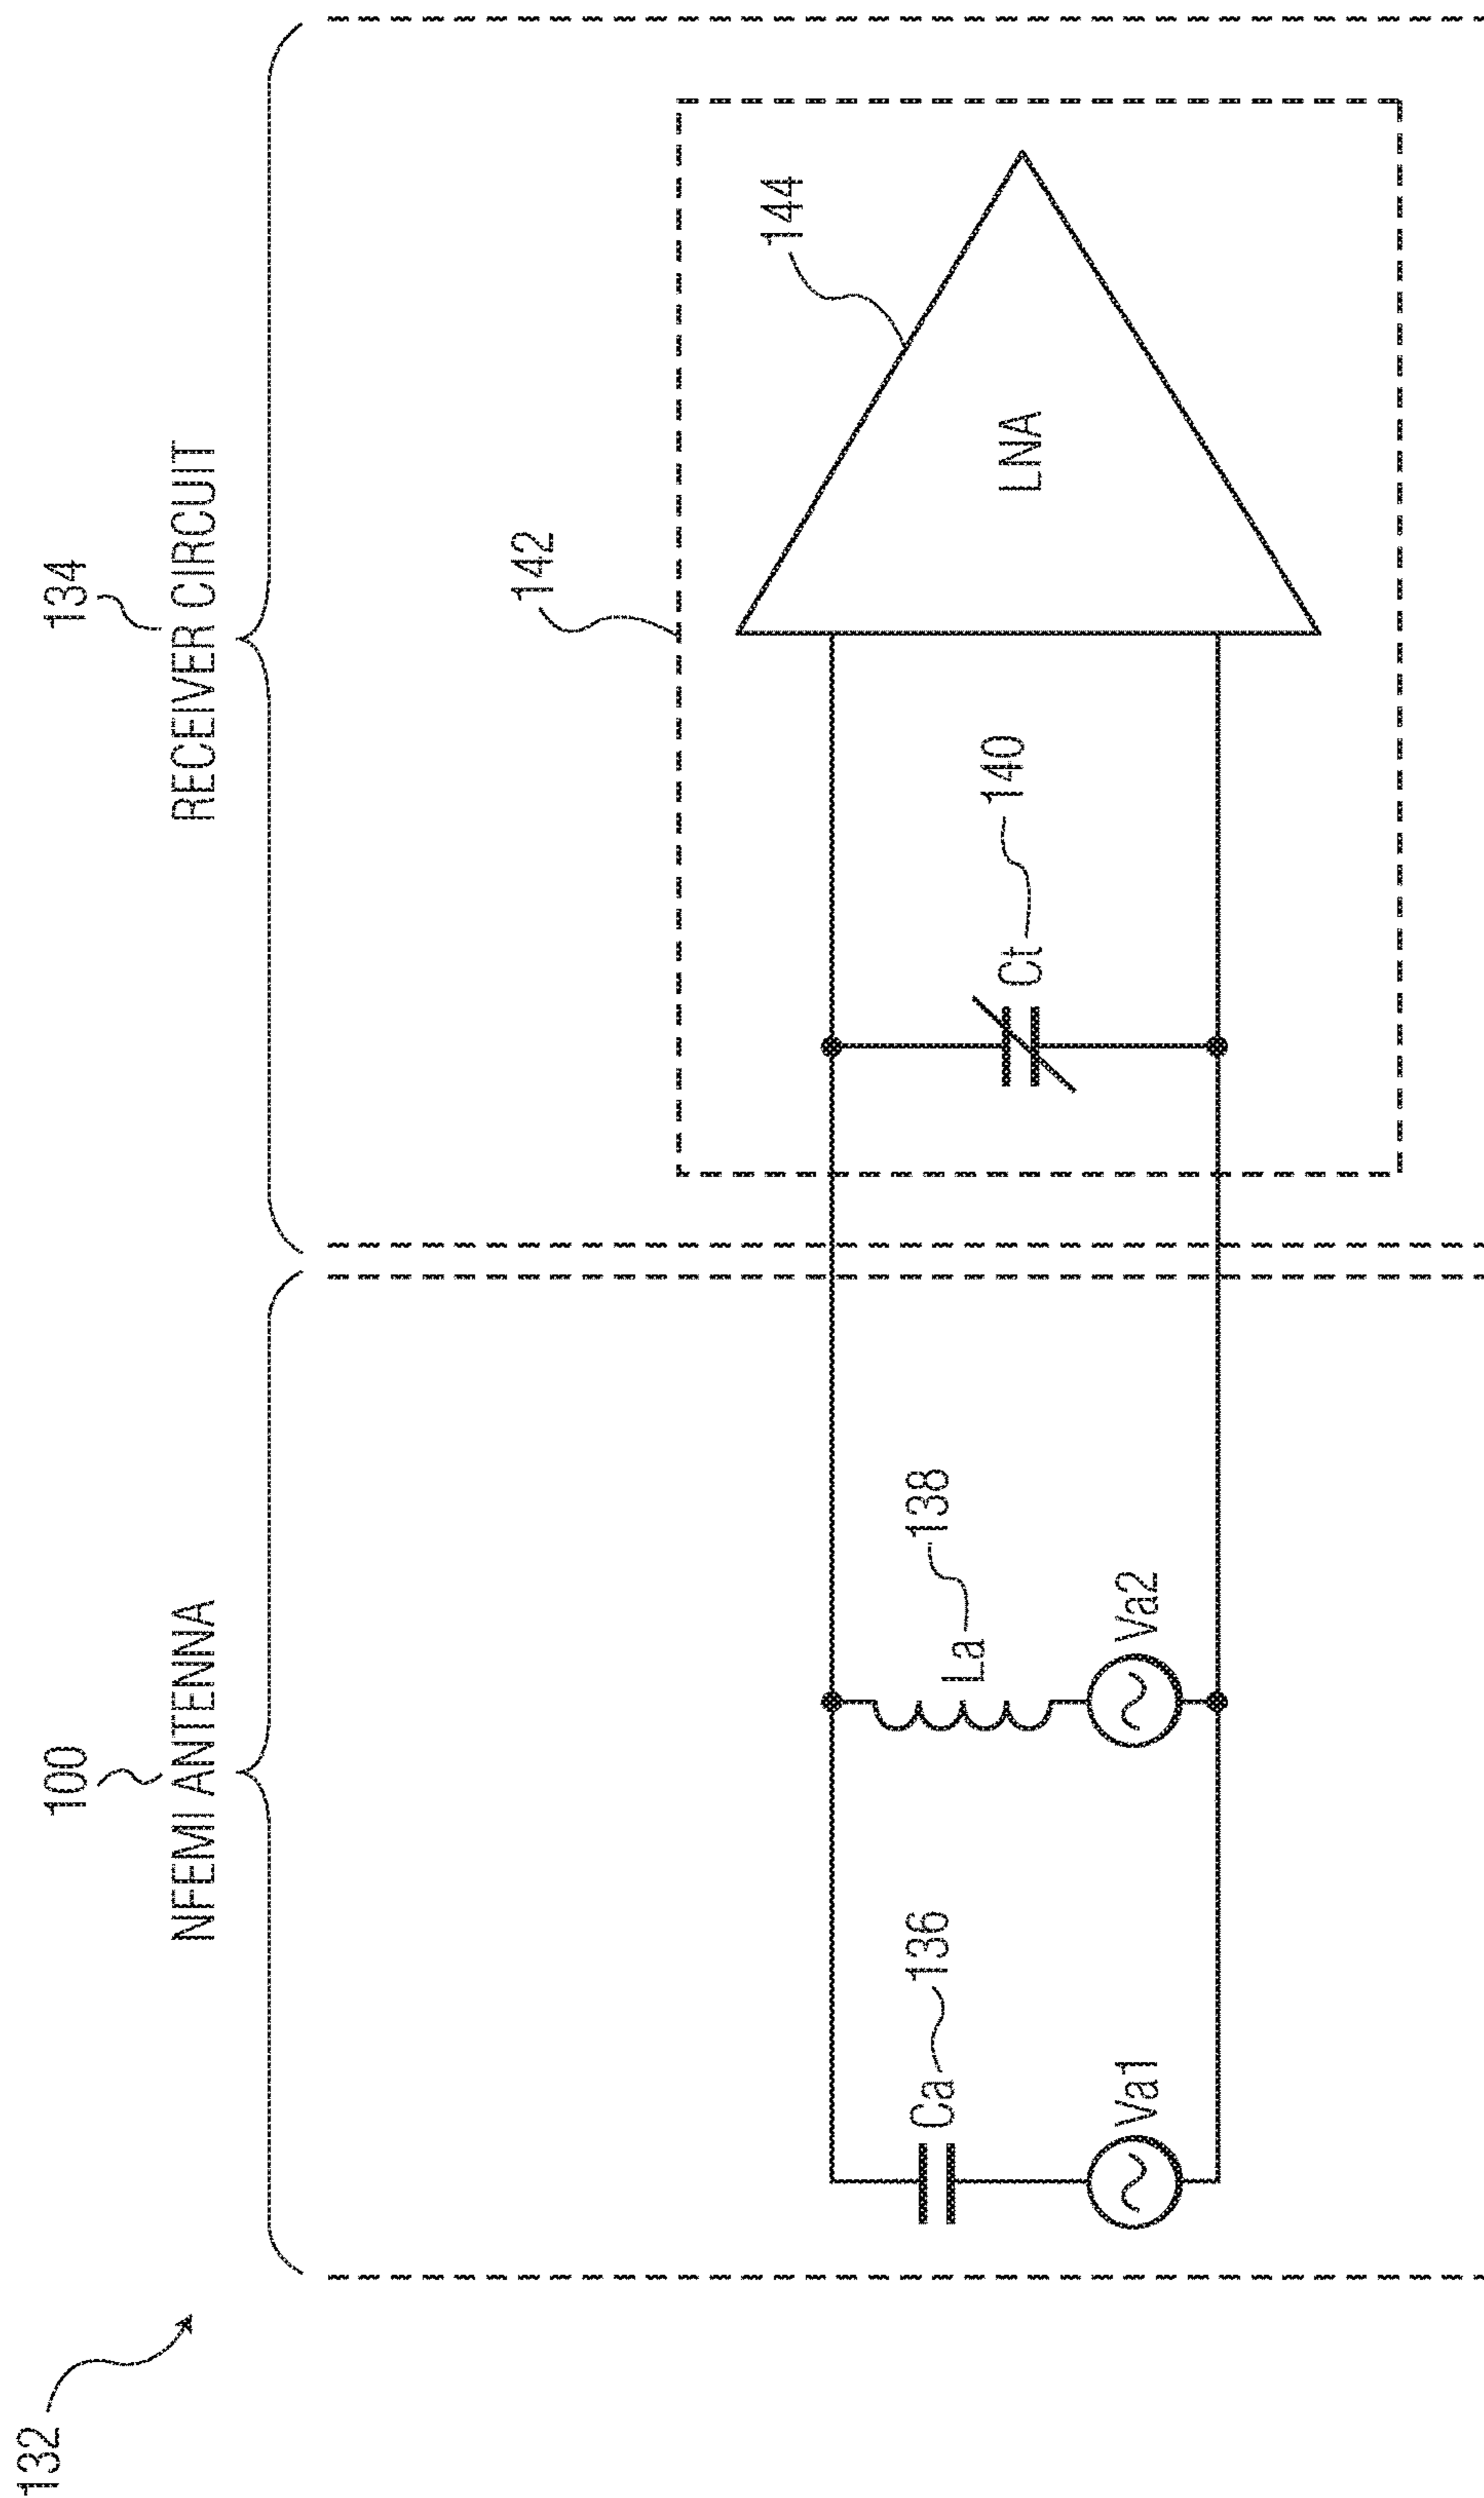 132
100
NFEMI ANTENNA
134
RECEIVER CIRCUIT
142
144
LNA
Ca 136
La 138
Ct 140
Va1
Va2